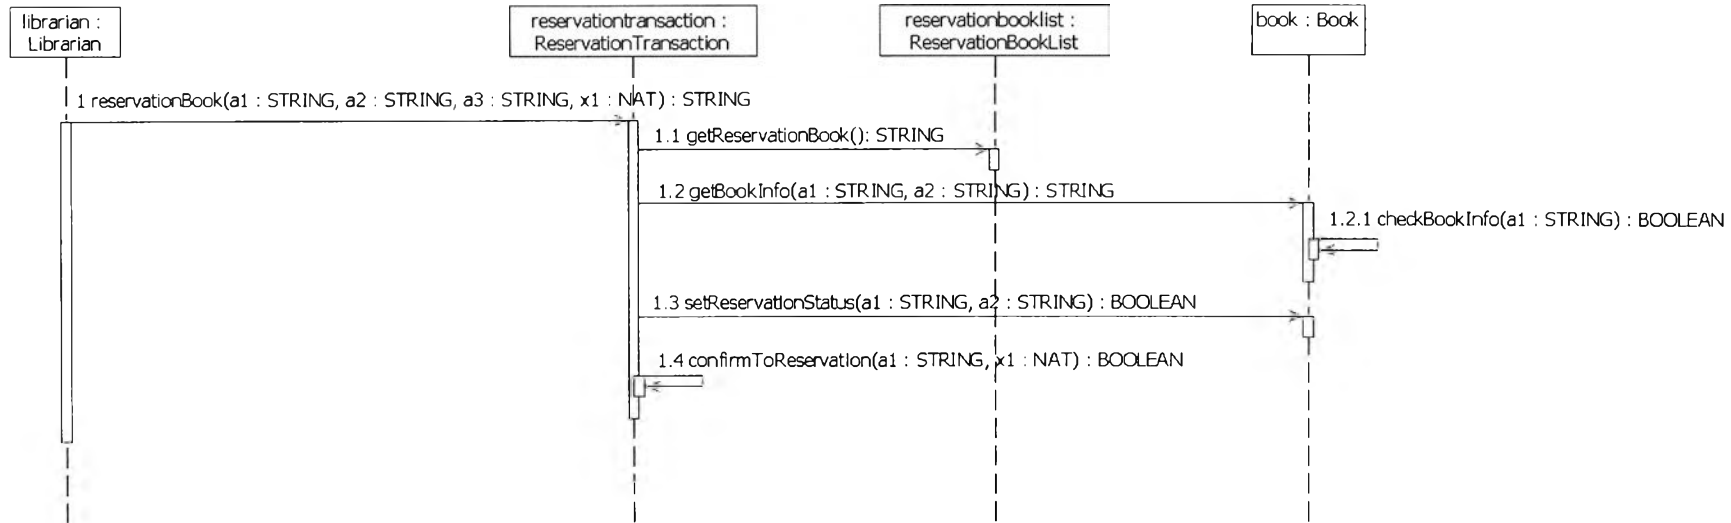 librarian :
Librarian
reservationtransaction :
ReservationTransaction
reservationbooklist :
ReservationBookList
book : Book
1 reservationBook(a1 : STRING, a2 : STRING, a3 : STRING, x1 : NAT) : STRING
1.1 getReservationBook(): STRING
1.2 getBookInfo(a1 : STRING, a2 : STRING) : STRING
1.2.1 checkBookInfo(a1 : STRING) : BOOLEAN
1.3 setReservationStatus(a1 : STRING, a2 : STRING) : BOOLEAN
1.4 confirmToReservation(a1 : STRING, x1 : NAT) : BOOLEAN